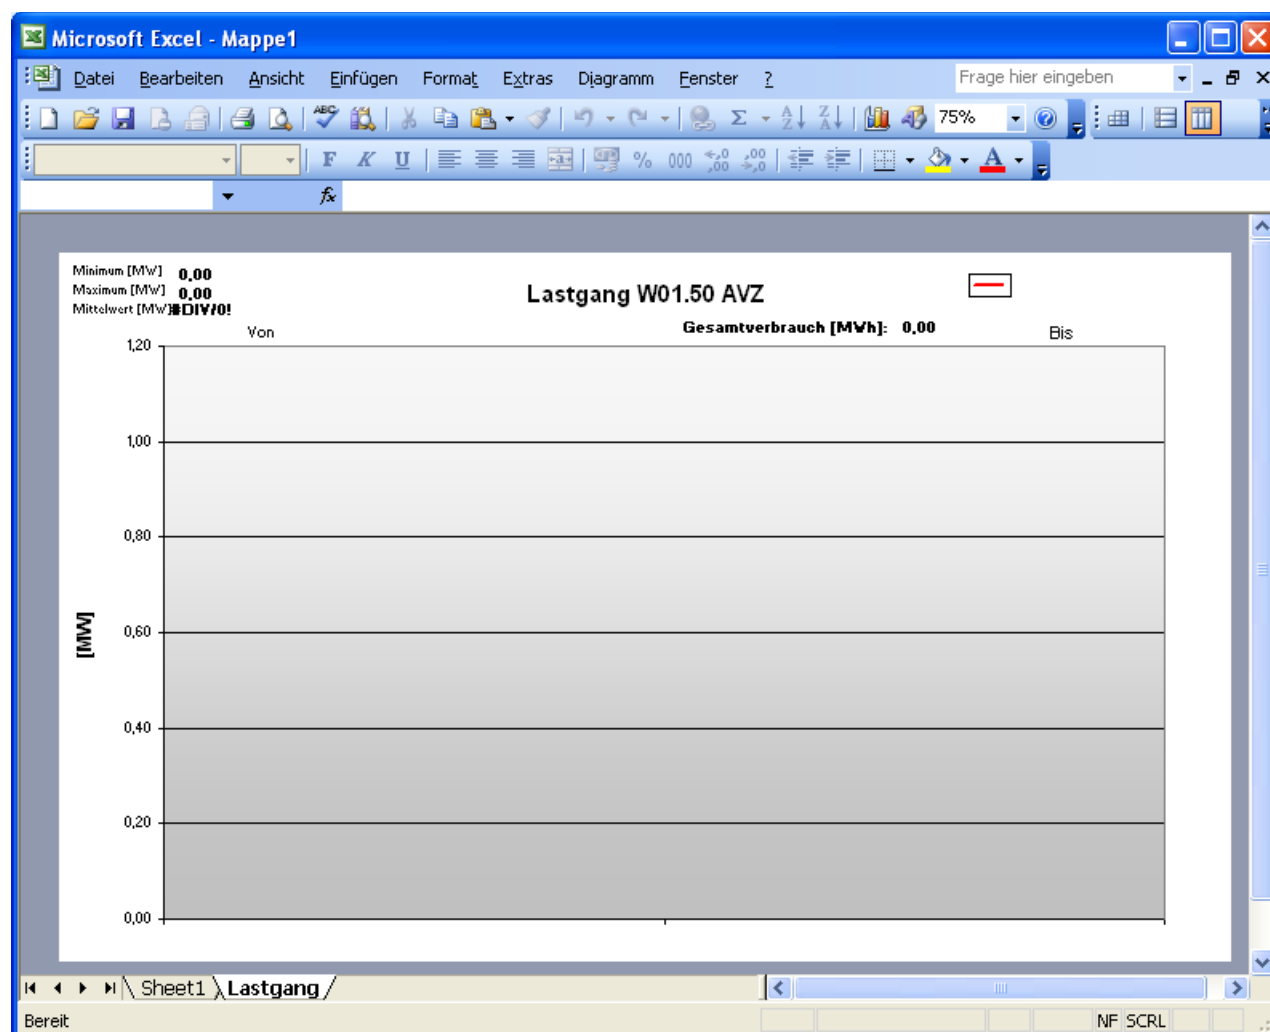 Microsoft Excel - Mappe1
Datei Bearbeiten Ansicht Einfügen Format Extras Diagramm Fenster ? Frage hier eingeben
75%
F K U % 000
fx
Minimum [MW] 0,00
Maximum [MW] 0,00
Mittelwert [MW] #DIV/0!
Lastgang W01.50 AVZ
Von
Gesamtverbrauch [MWh]: 0,00
Bis
1,20
1,00
0,80
0,60
0,40
0,20
0,00
[MW]
Sheet1 Lastgang
Bereit NF SCRL